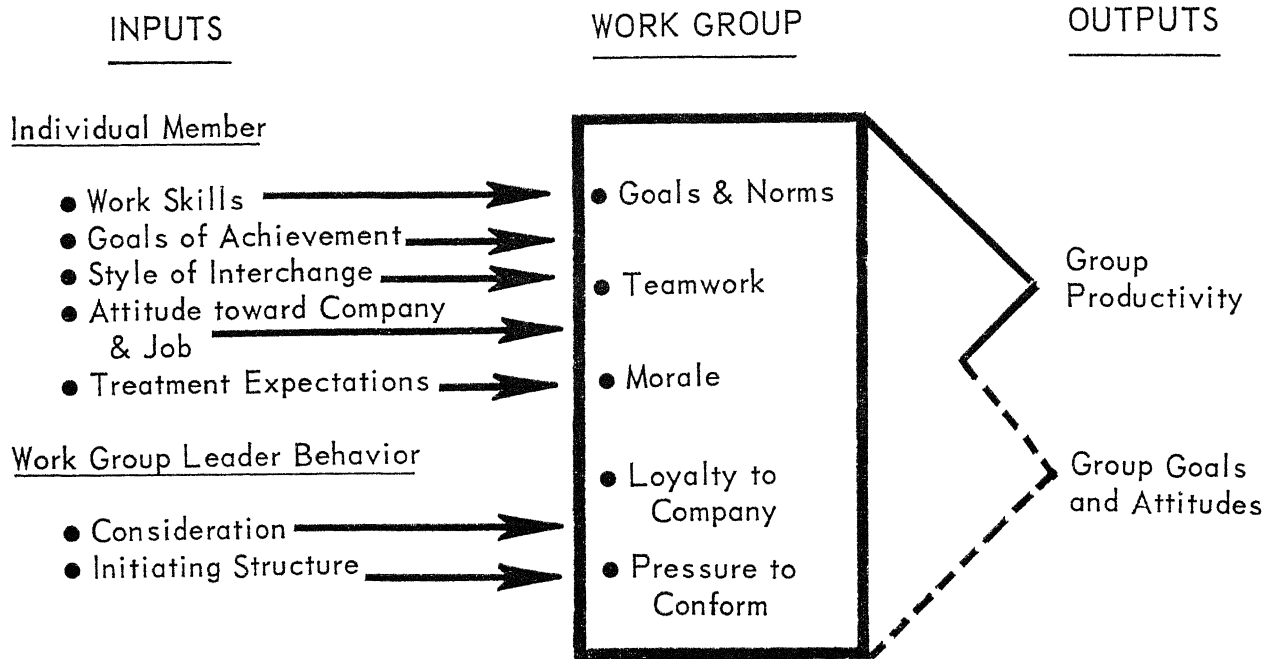 INPUTS
WORK GROUP
OUTPUTS
Individual Member
• Work Skills
• Goals of Achievement
• Style of Interchange
• Attitude toward Company
& Job
• Treatment Expectations
Work Group Leader Behavior
• Consideration
• Initiating Structure
• Goals & Norms
• Teamwork
• Morale
• Loyalty to
Company
• Pressure to
Conform
Group
Productivity
Group Goals
and Attitudes